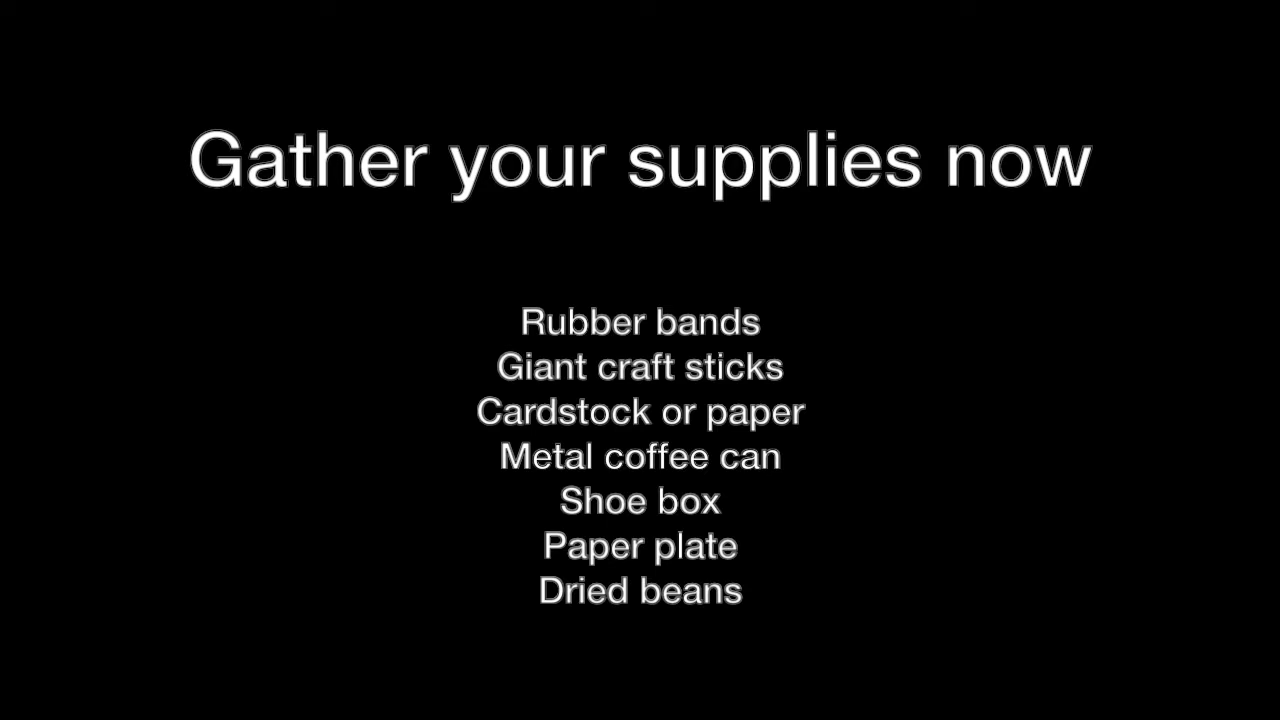 Gather your supplies now
Rubber bands
Giant craft sticks
Cardstock or paper
Metal coffee can
Shoe box
Paper plate
Dried beans